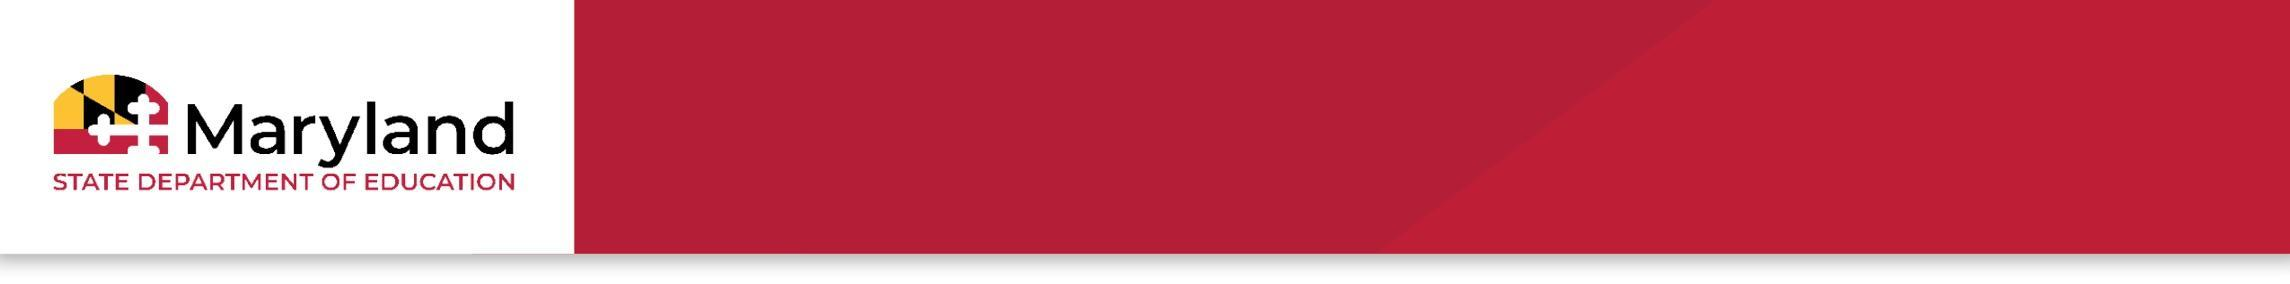 Maryland
STATE DEPARTMENT OF EDUCATION